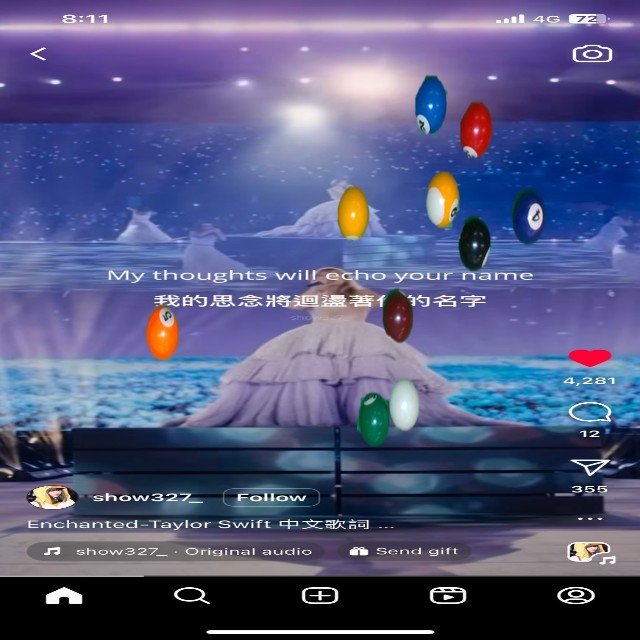 8:11
4G 72
My thoughts will echo your name
我的思念將迴盪著 的名字
4,281
12
355
show327_ Follow
Enchanted-Taylor Swift 中文歌詞 ...
show327_ · Original audio Send gift